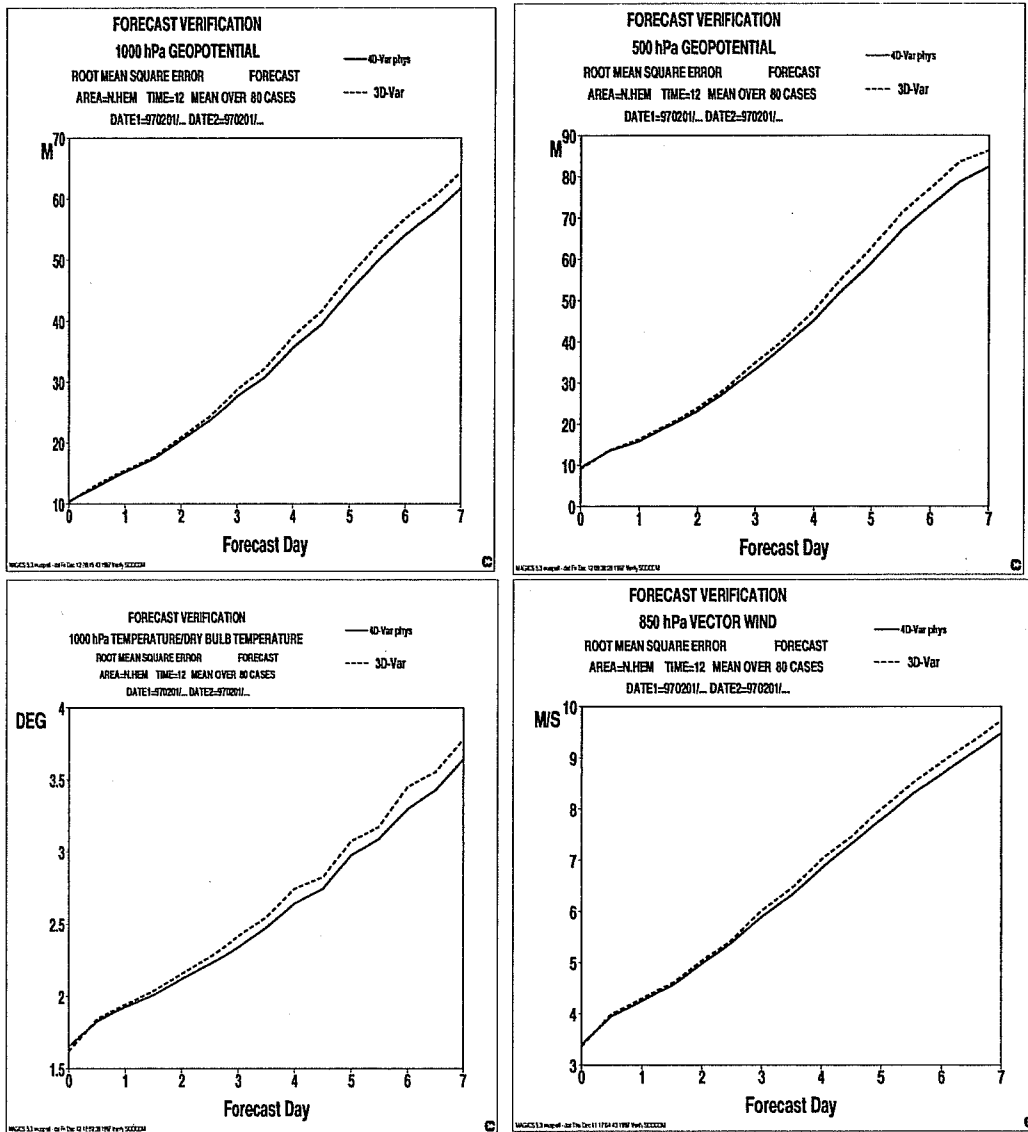 FORECAST VERIFICATION
1000 hPa GEOPOTENTIAL
ROOT MEAN SQUARE ERROR FORECAST
AREA=N.HEM TIME=12 MEAN OVER 80 CASES
DATE1=970201/... DATE2=970201/...
4D-Var phys
3D-Var
M
70
60
50
40
30
20
10
0 1 2 3 4 5 6 7
Forecast Day
FORECAST VERIFICATION
500 hPa GEOPOTENTIAL
ROOT MEAN SQUARE ERROR FORECAST
AREA=N.HEM TIME=12 MEAN OVER 80 CASES
DATE1=970201/... DATE2=970201/...
4D-Var phys
3D-Var
M
90
80
70
60
50
40
30
20
10
0
0 1 2 3 4 5 6 7
Forecast Day
FORECAST VERIFICATION
1000 hPa TEMPERATURE/DRY BULB TEMPERATURE
ROOT MEAN SQUARE ERROR FORECAST
AREA=N.HEM TIME=12 MEAN OVER 80 CASES
DATE1=970201/... DATE2=970201/...
4D-Var phys
3D-Var
DEG
4
3.5
3
2.5
2
1.5
0 1 2 3 4 5 6 7
Forecast Day
FORECAST VERIFICATION
850 hPa VECTOR WIND
ROOT MEAN SQUARE ERROR FORECAST
AREA=N.HEM TIME=12 MEAN OVER 80 CASES
DATE1=970201/... DATE2=970201/...
4D-Var phys
3D-Var
M/S
10
9
8
7
6
5
4
3
0 1 2 3 4 5 6 7
Forecast Day